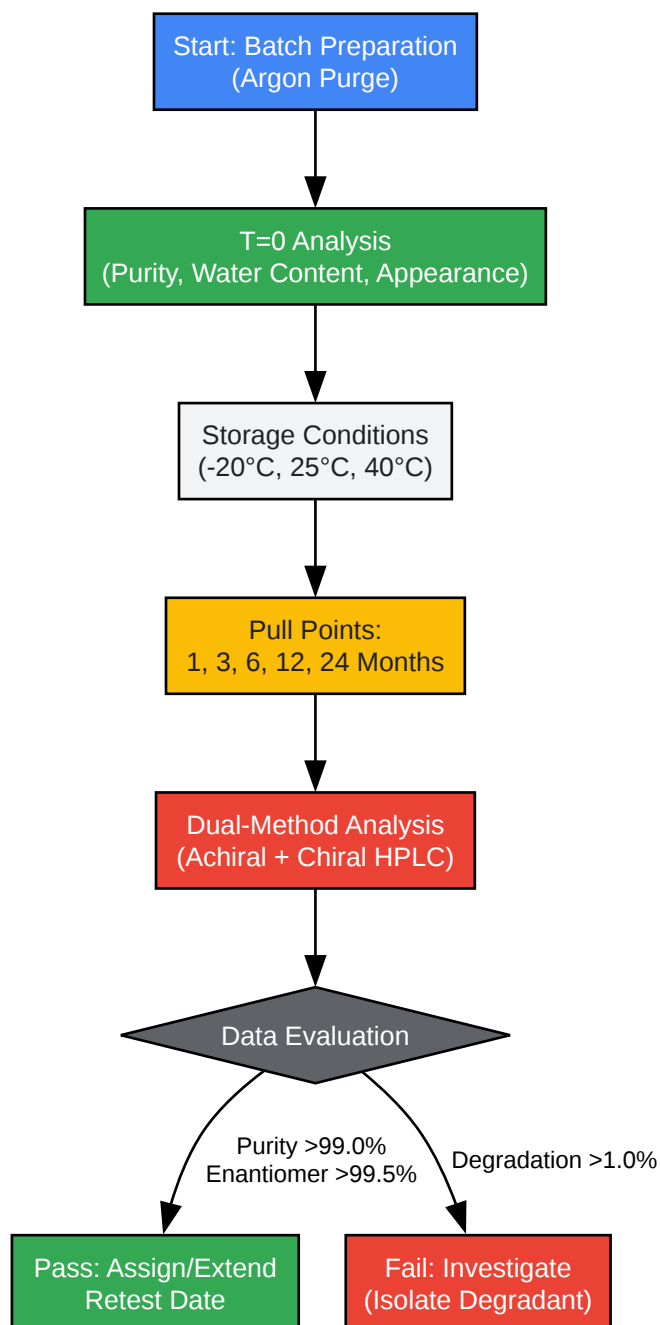 Start: Batch Preparation
(Argon Purge)
T=0 Analysis
(Purity, Water Content, Appearance)
Storage Conditions
(-20°C, 25°C, 40°C)
Pull Points:
1, 3, 6, 12, 24 Months
Dual-Method Analysis
(Achiral + Chiral HPLC)
Data Evaluation
Purity >99.0%
Enantiomer >99.5%
Degradation >1.0%
Pass: Assign/Extend
Retest Date
Fail: Investigate
(Isolate Degradant)